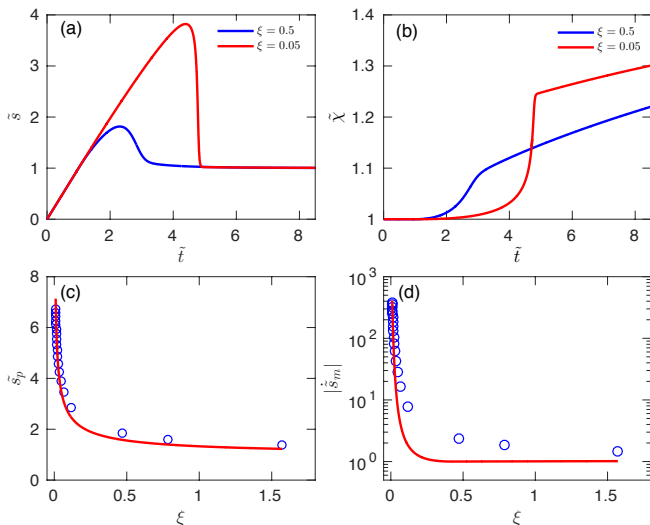 (a)
ξ = 0.5
ξ = 0.05
4
3
2
1
0
s̃
0 2 4 6 8
t̃
(b)
ξ = 0.5
ξ = 0.05
1.4
1.3
1.2
1.1
1
χ̃
0 2 4 6 8
t̃
(c)
8
6
4
2
0
s̃ₚ
0 0.5 1 1.5
ξ
(d)
10³
10²
10¹
10⁰
|s̃̇ₘ|
0 0.5 1 1.5
ξ